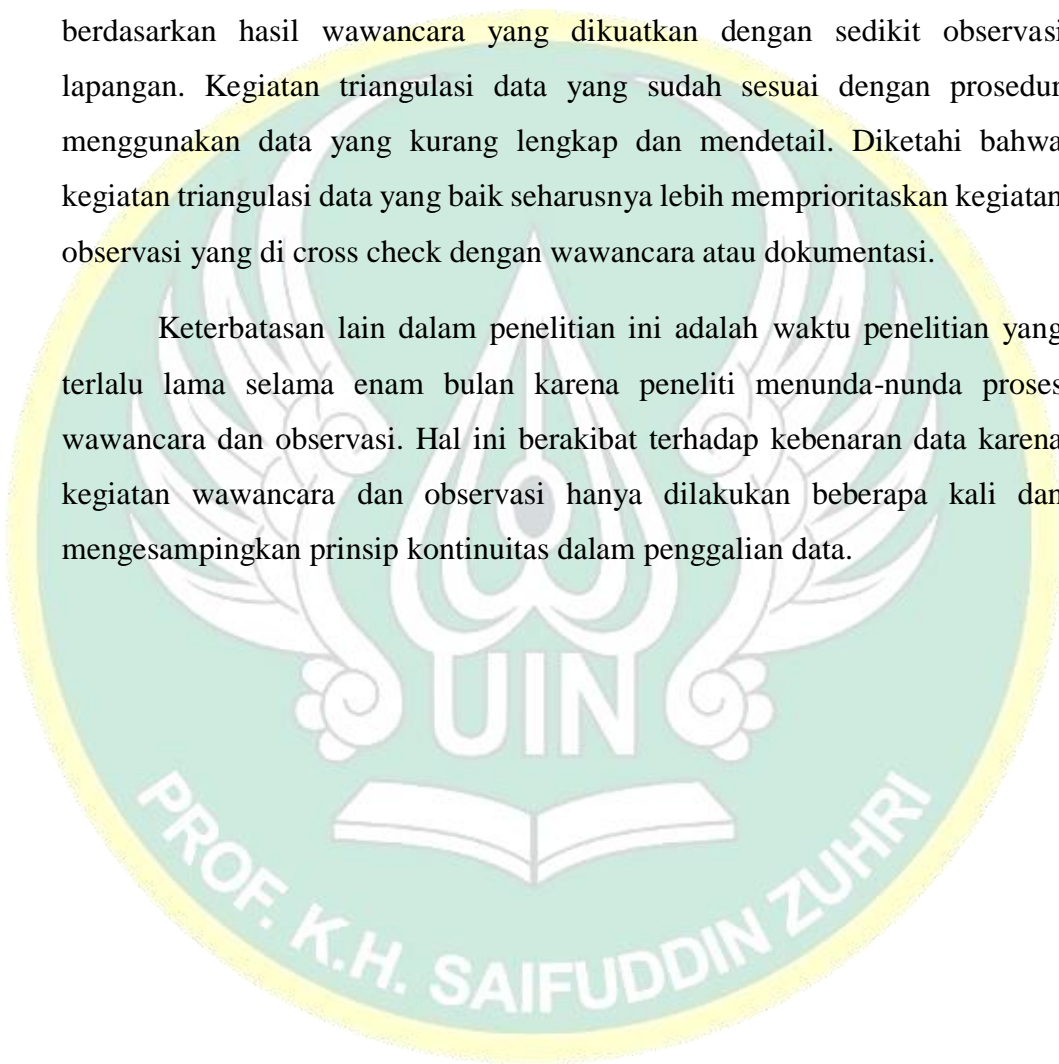 berdasarkan hasil wawancara yang dikuatkan dengan sedikit observasi
lapangan. Kegiatan triangulasi data yang sudah sesuai dengan prosedur
menggunakan data yang kurang lengkap dan mendetail. Diketahi bahwa
kegiatan triangulasi data yang baik seharusnya lebih memprioritaskan kegiatan
observasi yang di cross check dengan wawancara atau dokumentasi.
Keterbatasan lain dalam penelitian ini adalah waktu penelitian yang
terlalu lama selama enam bulan karena peneliti menunda-nunda proses
wawancara dan observasi. Hal ini berakibat terhadap kebenaran data karena
kegiatan wawancara dan observasi hanya dilakukan beberapa kali dan
mengesampingkan prinsip kontinuitas dalam penggalian data.
UIN
PROF. K.H. SAIFUDDIN ZUHRI